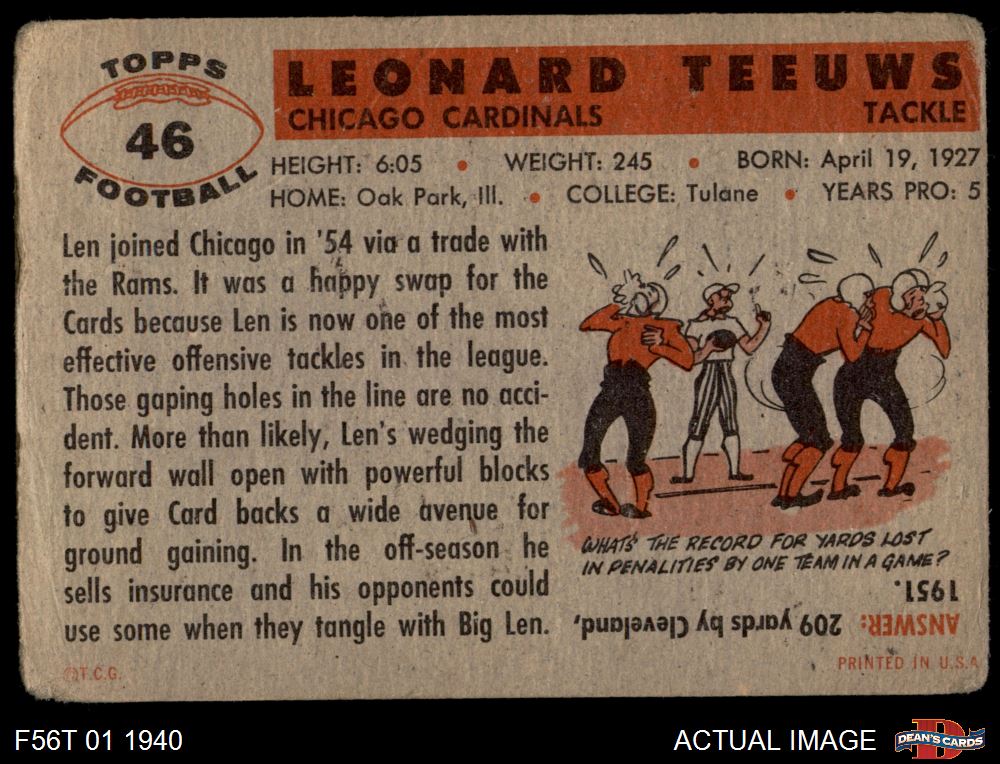 TOPPS
46
FOOTBALL
LEONARD TEEUWS
CHICAGO CARDINALS TACKLE
HEIGHT: 6:05 • WEIGHT: 245 • BORN: April 19, 1927
HOME: Oak Park, Ill. • COLLEGE: Tulane • YEARS PRO: 5
Len joined Chicago in '54 via a trade with
the Rams. It was a happy swap for the
Cards because Len is now one of the most
effective offensive tackles in the league.
Those gaping holes in the line are no acci-
dent. More than likely, Len's wedging the
forward wall open with powerful blocks
to give Card backs a wide avenue for
ground gaining. In the off-season he
sells insurance and his opponents could
use some when they tangle with Big Len.
WHAT'S THE RECORD FOR YARDS LOST
IN PENALITIES BY ONE TEAM IN A GAME?
ANSWER: 209 yards by Cleveland,
1951.
©T.C.G.
PRINTED IN U.S.A
F56T 01 1940
ACTUAL IMAGE
D
DEAN'S CARDS